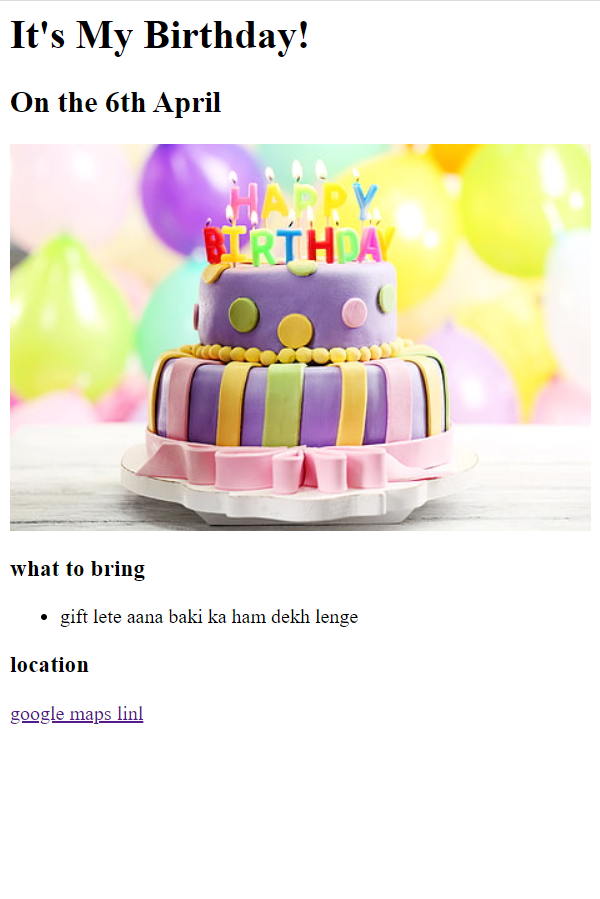 It's My Birthday!
On the 6th April
HAPPY
BIRTHDAY
what to bring
gift lete aana baki ka ham dekh lenge
location
google maps linl